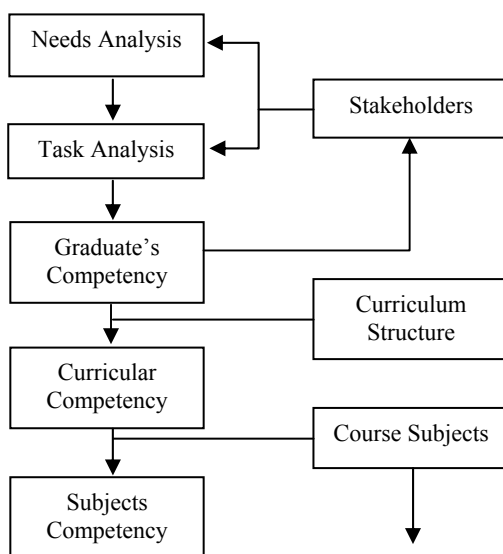 Needs Analysis
Stakeholders
Task Analysis
Graduate’s
Competency
Curriculum
Structure
Curricular
Competency
Course Subjects
Subjects
Competency